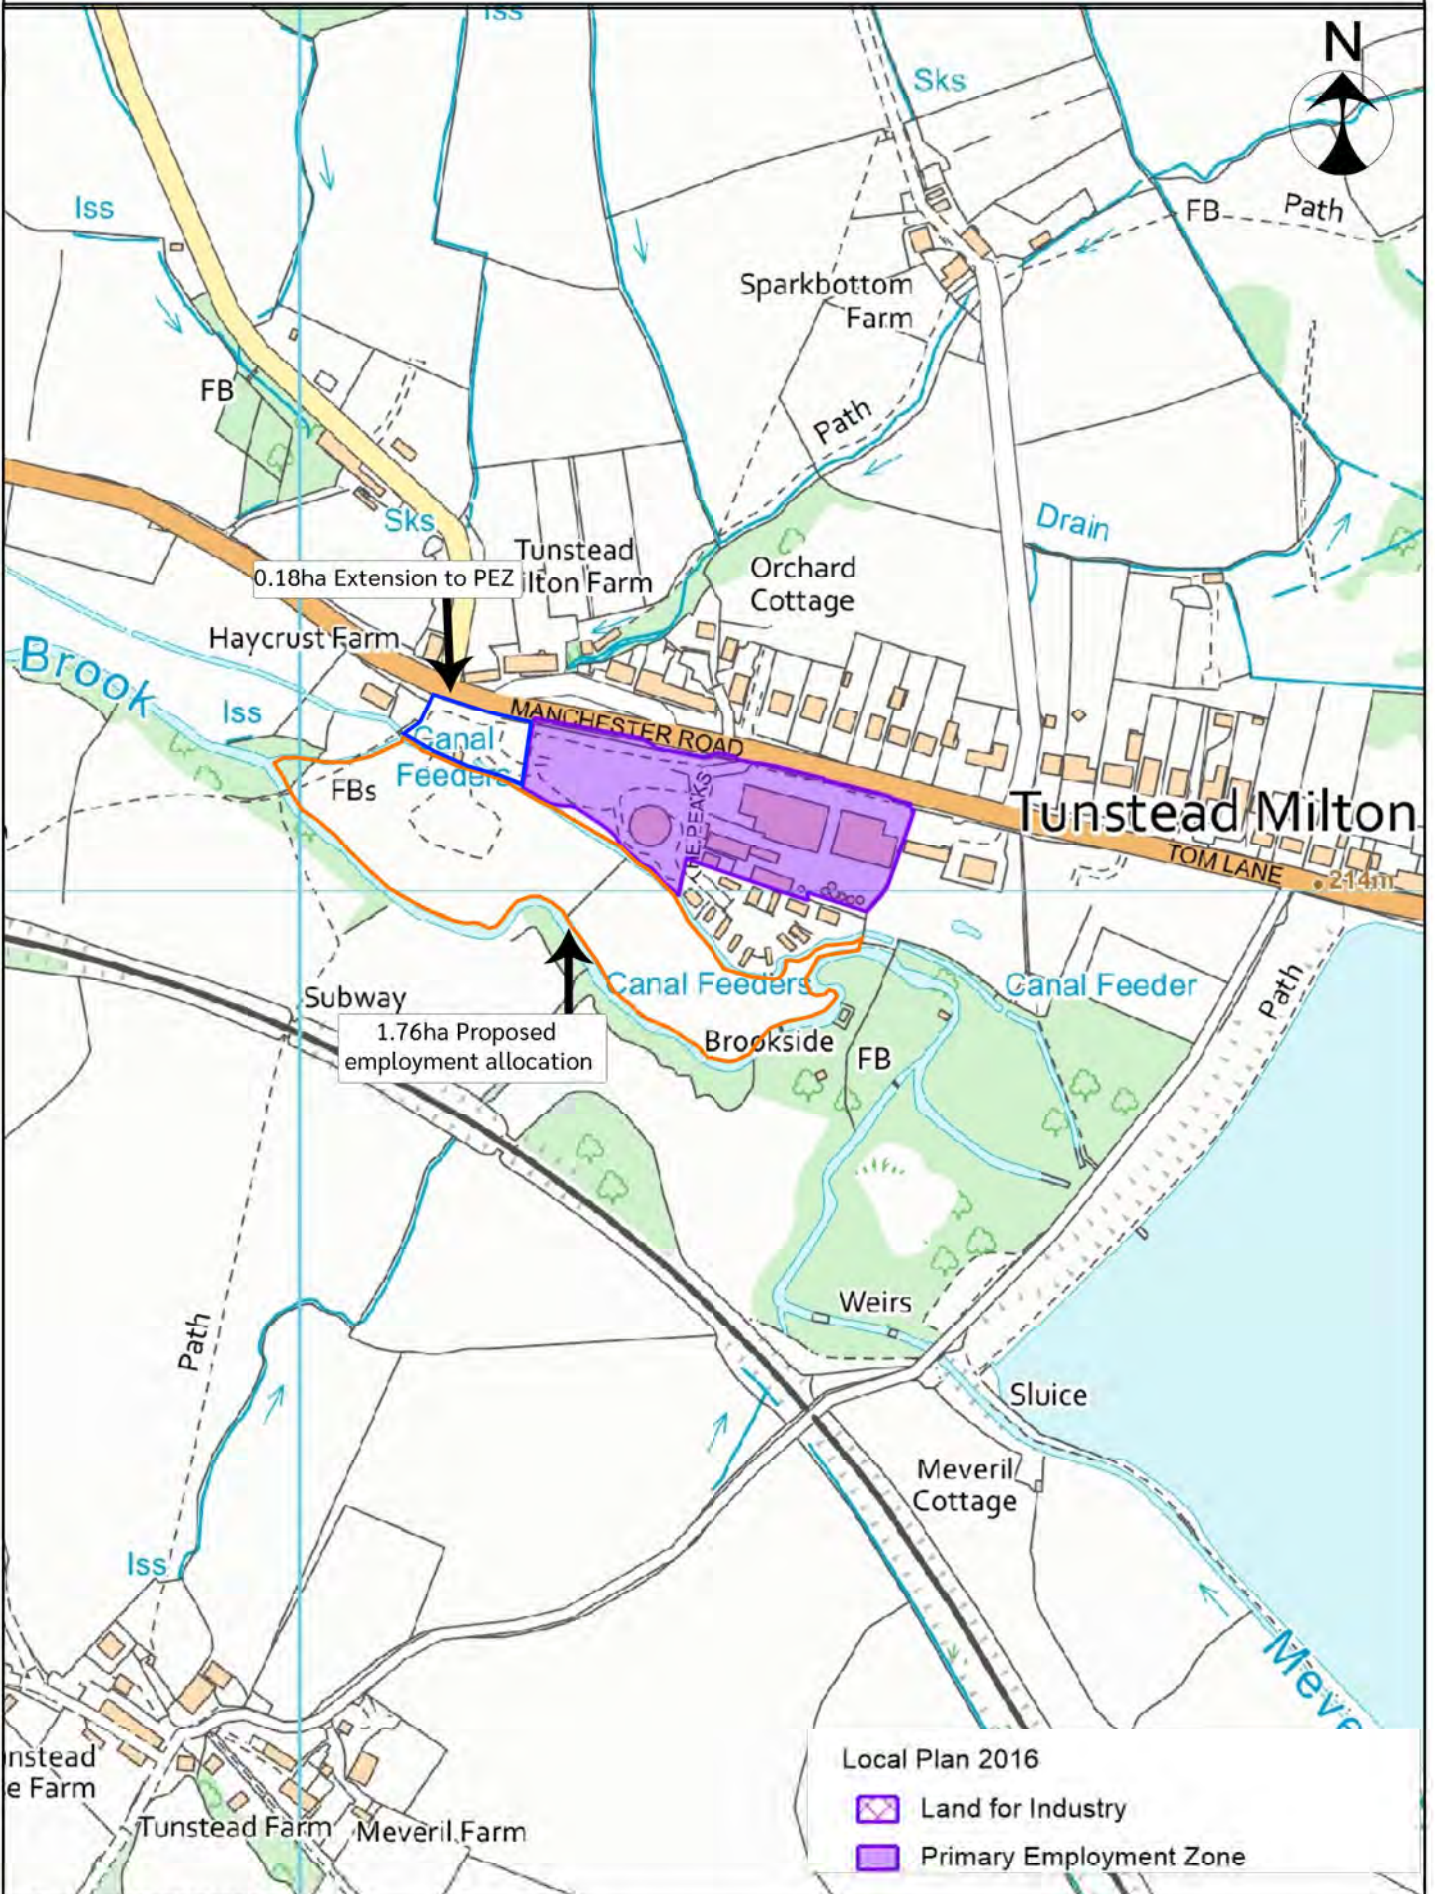 Iss
N
Sks
Iss
FB
Path
Sparkbottom
Farm
FB
Path
Sks
Drain
Tunstead
ilton Farm
0.18ha Extension to PEZ
Orchard
Cottage
Haycrust Farm
Brook
Iss
MANCHESTER ROAD
Canal
Feeders
FBs
THE PEAKS
Tunstead Milton
TOM LANE
214m
Canal Feeders
Canal Feeder
Path
Subway
1.76ha Proposed
employment allocation
Brookside
FB
Weirs
Path
Sluice
Meveril
Cottage
Iss
Meve
nstead
e Farm
Tunstead Farm
Meveril Farm
Local Plan 2016
Land for Industry
Primary Employment Zone